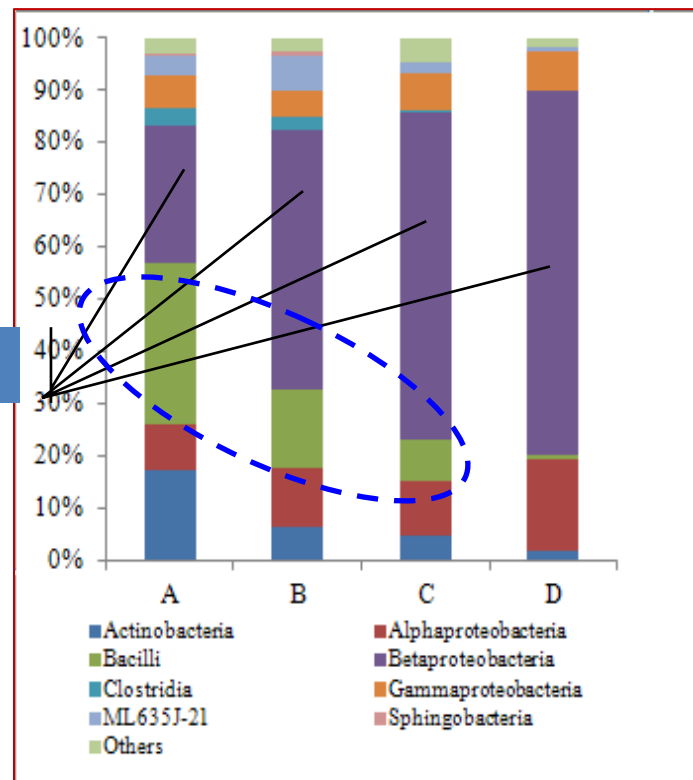 100%
90%
80%
70%
60%
50%
40%
30%
20%
10%
0%
A B C D
Actinobacteria Alphaproteobacteria
Bacilli Betaproteobacteria
Clostridia Gammaproteobacteria
ML635J-21 Sphingobacteria
Others